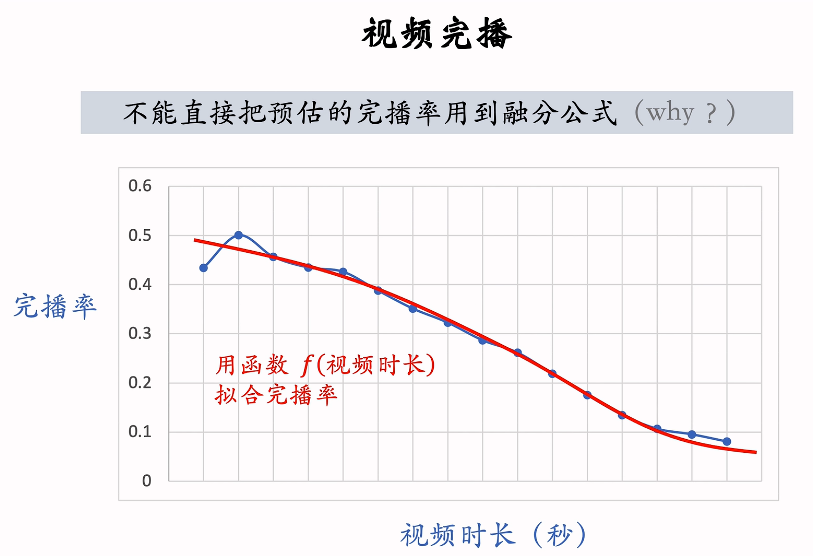 视频完播
不能直接把预估的完播率用到融分公式（why？）
0.6
0.5
0.4
0.3
0.2
0.1
0
完播率
用函数 f(视频时长)
拟合完播率
视频时长（秒）